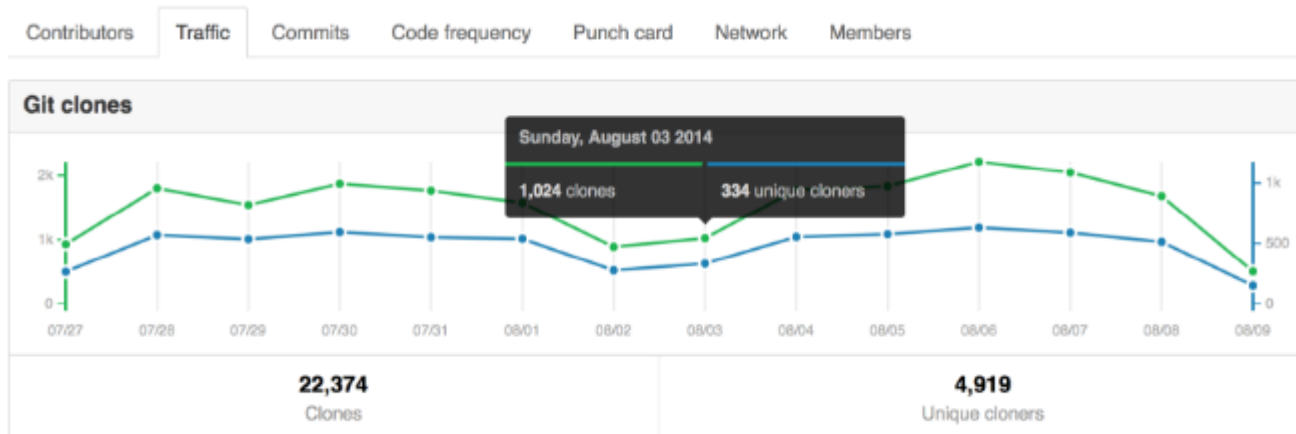 Contributors Traffic Commits Code frequency Punch card Network Members
Git clones
Sunday, August 03 2014
1,024 clones 334 unique cloners
2k 1k
1k 500
0 0
07/27 07/28 07/29 07/30 07/31 08/01 08/02 08/03 08/04 08/05 08/06 08/07 08/08 08/09
22,374 4,919
Clones Unique cloners